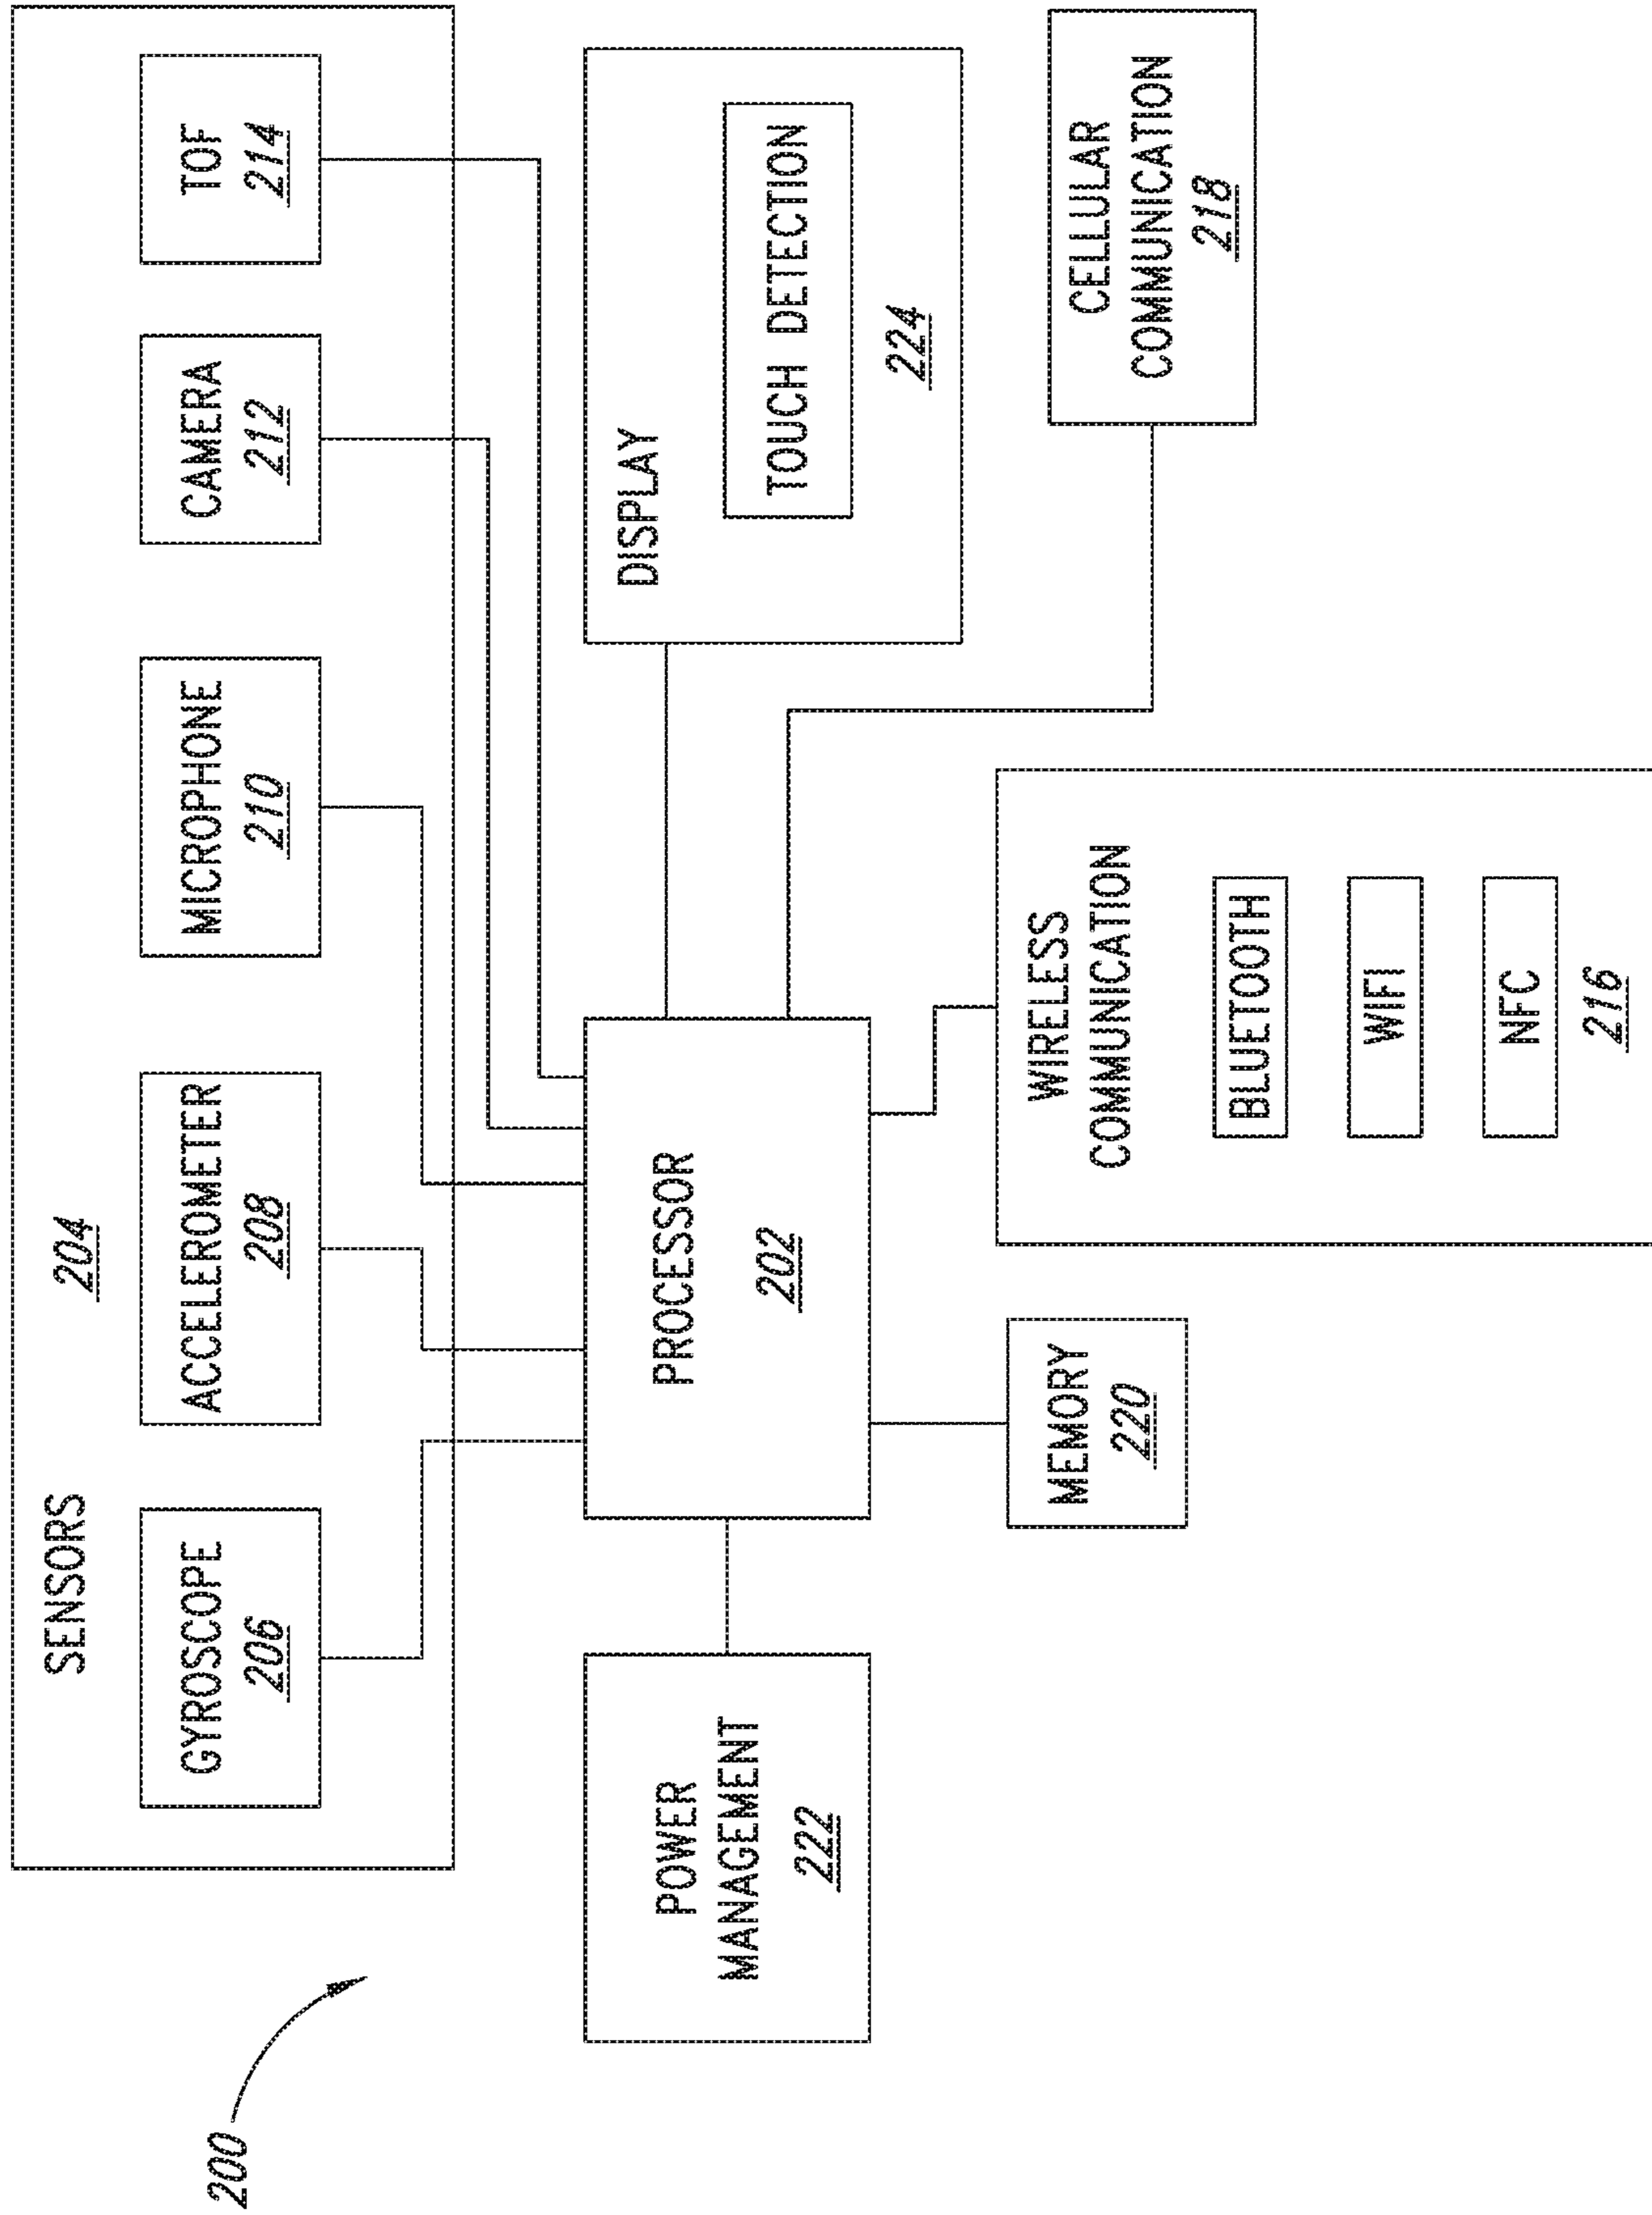 200
SENSORS
204
GYROSCOPE
206
ACCELEROMETER
208
MICROPHONE
210
CAMERA
212
TOF
214
POWER
MANAGEMENT
222
PROCESSOR
202
DISPLAY
TOUCH DETECTION
224
MEMORY
220
WIRELESS
COMMUNICATION
BLUETOOTH
WIFI
NFC
216
CELLULAR
COMMUNICATION
218